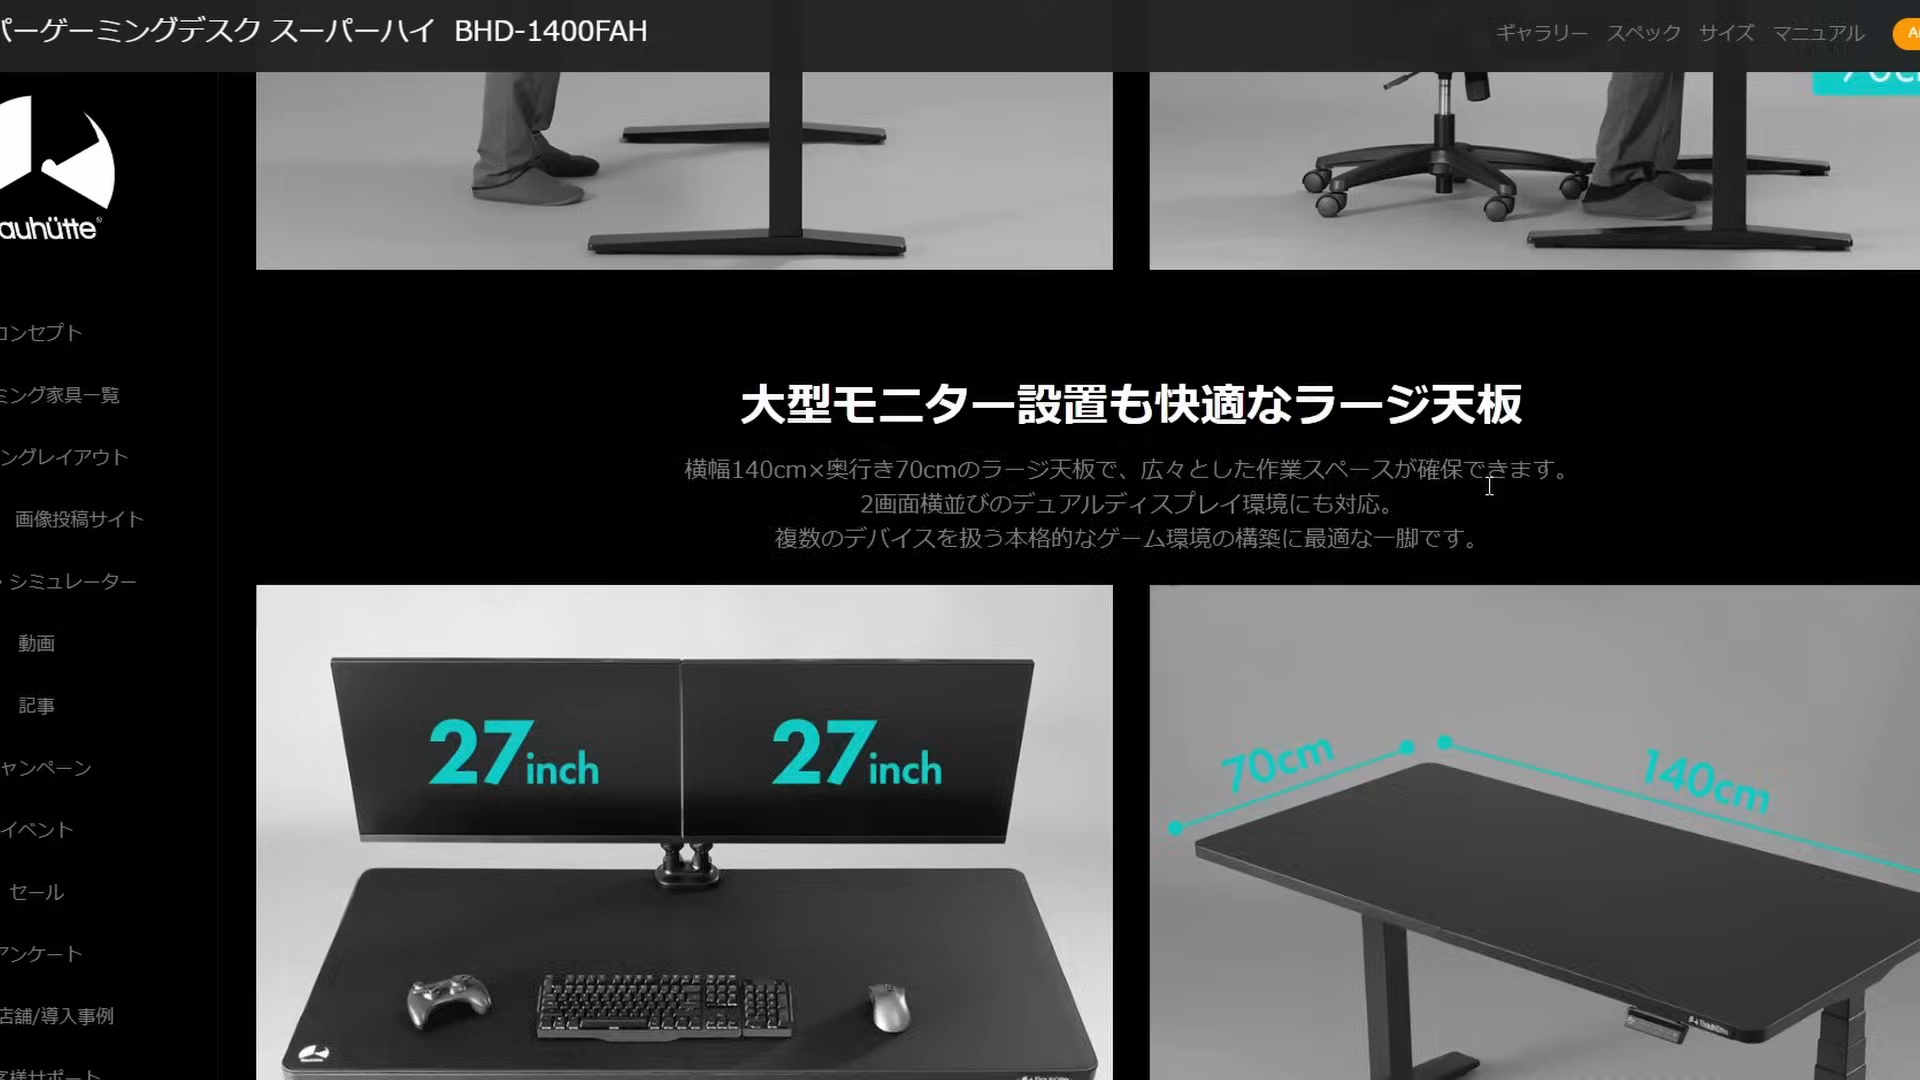 パーゲーミングデスク スーパーハイ BHD-1400FAH
ギャラリー スペック サイズ マニュアル
auhütte®
コンセプト
ミング家具一覧
ングレイアウト
画像投稿サイト
・シミュレーター
動画
記事
ャンペーン
イベント
セール
アンケート
店舗/導入事例
客様サポート
70c
大型モニター設置も快適なラージ天板
横幅140cm×奥行き70cmのラージ天板で、広々とした作業スペースが確保できます。
2画面横並びのデュアルディスプレイ環境にも対応。
複数のデバイスを扱う本格的なゲーム環境の構築に最適な一脚です。
27inch
27inch
70cm
140cm
Bauhütte